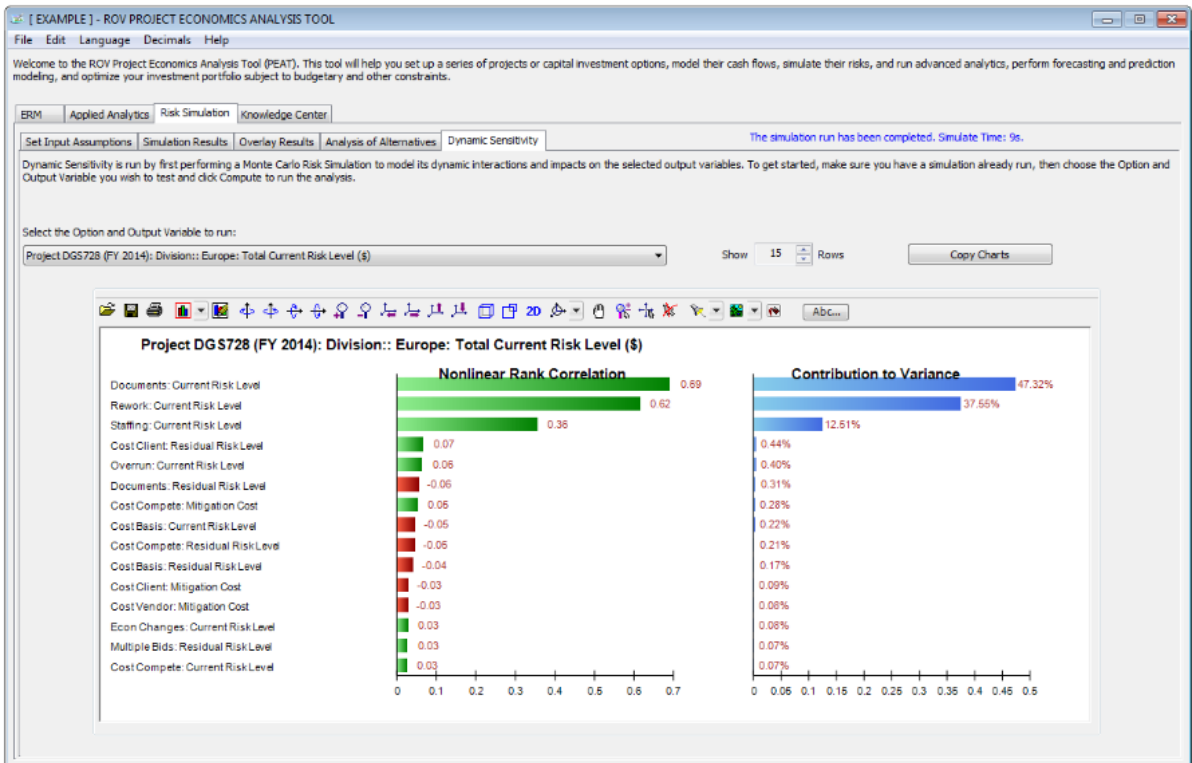 [ EXAMPLE ] - ROV PROJECT ECONOMICS ANALYSIS TOOL
File Edit Language Decimals Help
Welcome to the ROV Project Economics Analysis Tool (PEAT). This tool will help you set up a series of projects or capital investment options, model their cash flows, simulate their risks, and run advanced analytics, perform forecasting and prediction
modeling, and optimize your investment portfolio subject to budgetary and other constraints.
ERM Applied Analytics Risk Simulation Knowledge Center
Set Input Assumptions Simulation Results Overlay Results Analysis of Alternatives Dynamic Sensitivity The simulation run has been completed. Simulate Time: 9s.
Dynamic Sensitivity is run by first performing a Monte Carlo Risk Simulation to model its dynamic interactions and impacts on the selected output variables. To get started, make sure you have a simulation already run, then choose the Option and
Output Variable you wish to test and click Compute to run the analysis.
Select the Option and Output Variable to run:
Project DGS728 (FY 2014): Division:: Europe: Total Current Risk Level ($) Show 15 Rows Copy Charts
2D Abc...
Project DGS728 (FY 2014): Division:: Europe: Total Current Risk Level ($)
Nonlinear Rank Correlation Contribution to Variance
Documents: Current Risk Level 0.69 47.32%
Rework: Current Risk Level 0.62 37.55%
Staffing: Current Risk Level 0.36 12.51%
Cost Client: Residual Risk Level 0.07 0.44%
Overrun: Current Risk Level 0.06 0.40%
Documents: Residual Risk Level -0.06 0.31%
Cost Compete: Mitigation Cost 0.05 0.28%
Cost Basis: Current Risk Level -0.05 0.22%
Cost Compete: Residual Risk Level -0.05 0.21%
Cost Basis: Residual Risk Level -0.04 0.17%
Cost Client: Mitigation Cost -0.03 0.09%
Cost Vendor: Mitigation Cost -0.03 0.08%
Econ Changes: Current Risk Level 0.03 0.08%
Multiple Bids: Residual Risk Level 0.03 0.07%
Cost Compete: Current Risk Level 0.03 0.07%
0 0.1 0.2 0.3 0.4 0.5 0.6 0.7 0 0.05 0.1 0.15 0.2 0.25 0.3 0.35 0.4 0.45 0.5